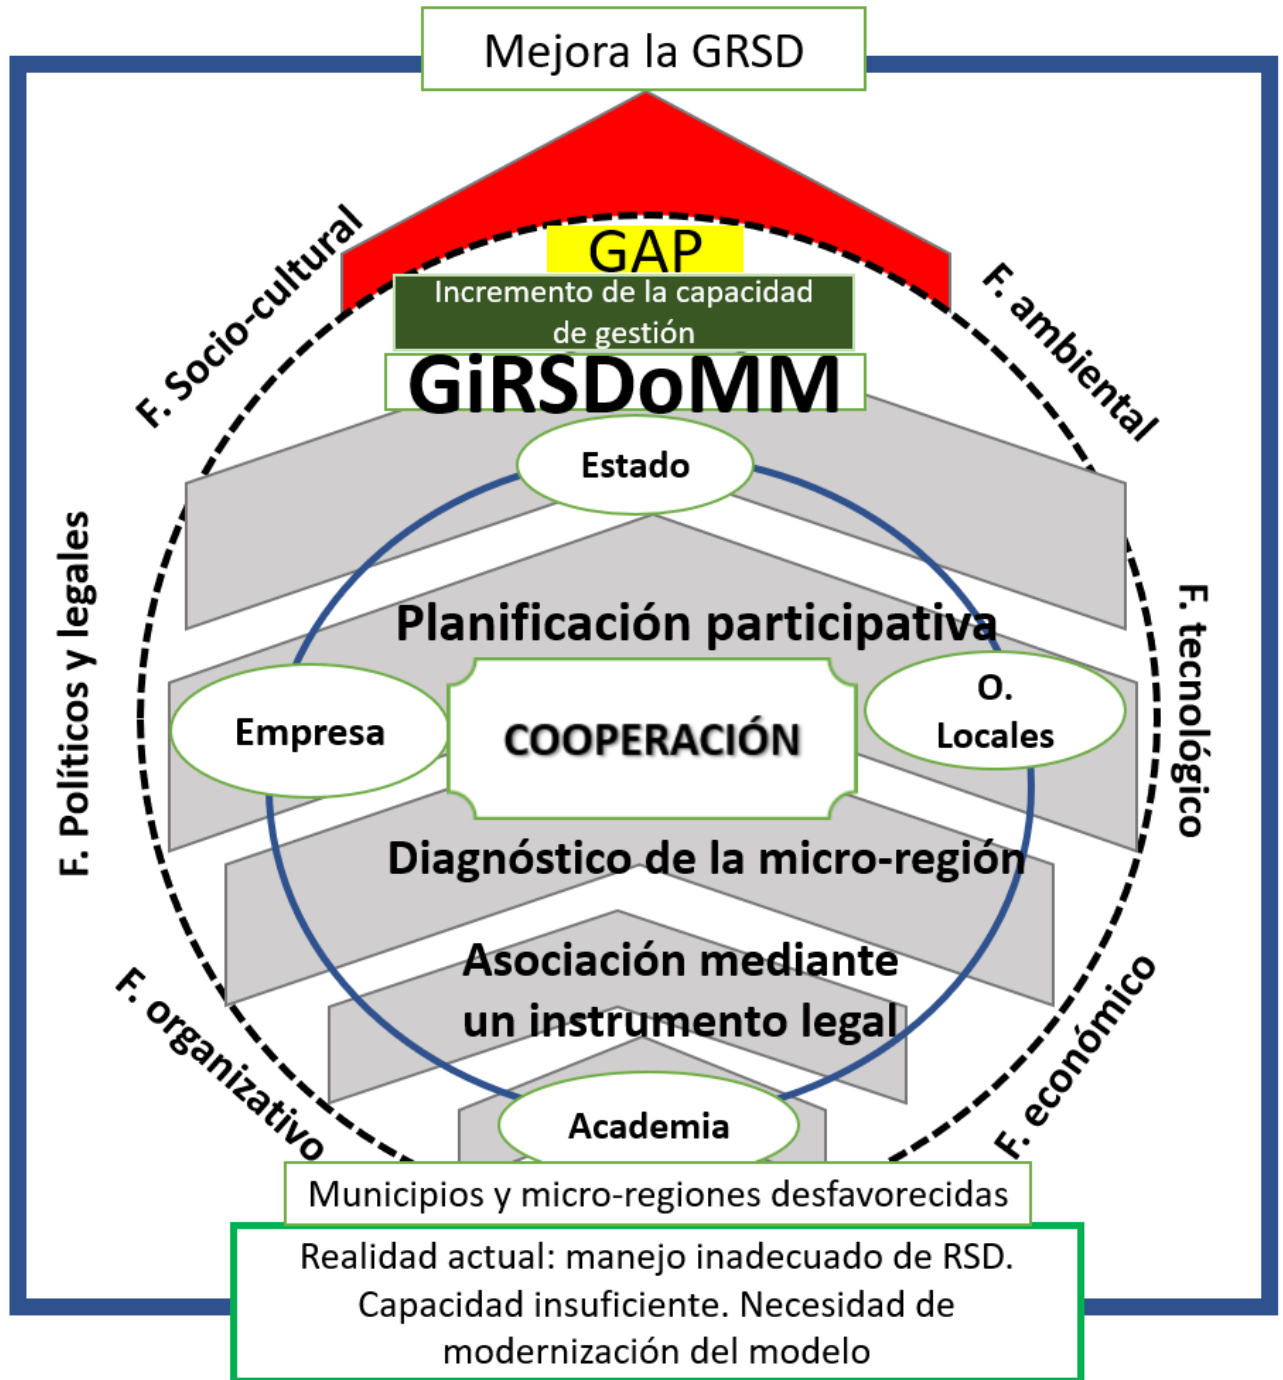 Mejora la GRSD
GAP
Incremento de la capacidad
de gestión
GiRSDoMM
F. Socio-cultural
F. ambiental
Estado
F. Políticos y legales
Planificación participativa
F. tecnológico
Empresa
COOPERACIÓN
O.
Locales
Diagnóstico de la micro-región
Asociación mediante
un instrumento legal
F. organizativo
F. económico
Academia
Municipios y micro-regiones desfavorecidas
Realidad actual: manejo inadecuado de RSD.
Capacidad insuficiente. Necesidad de
modernización del modelo